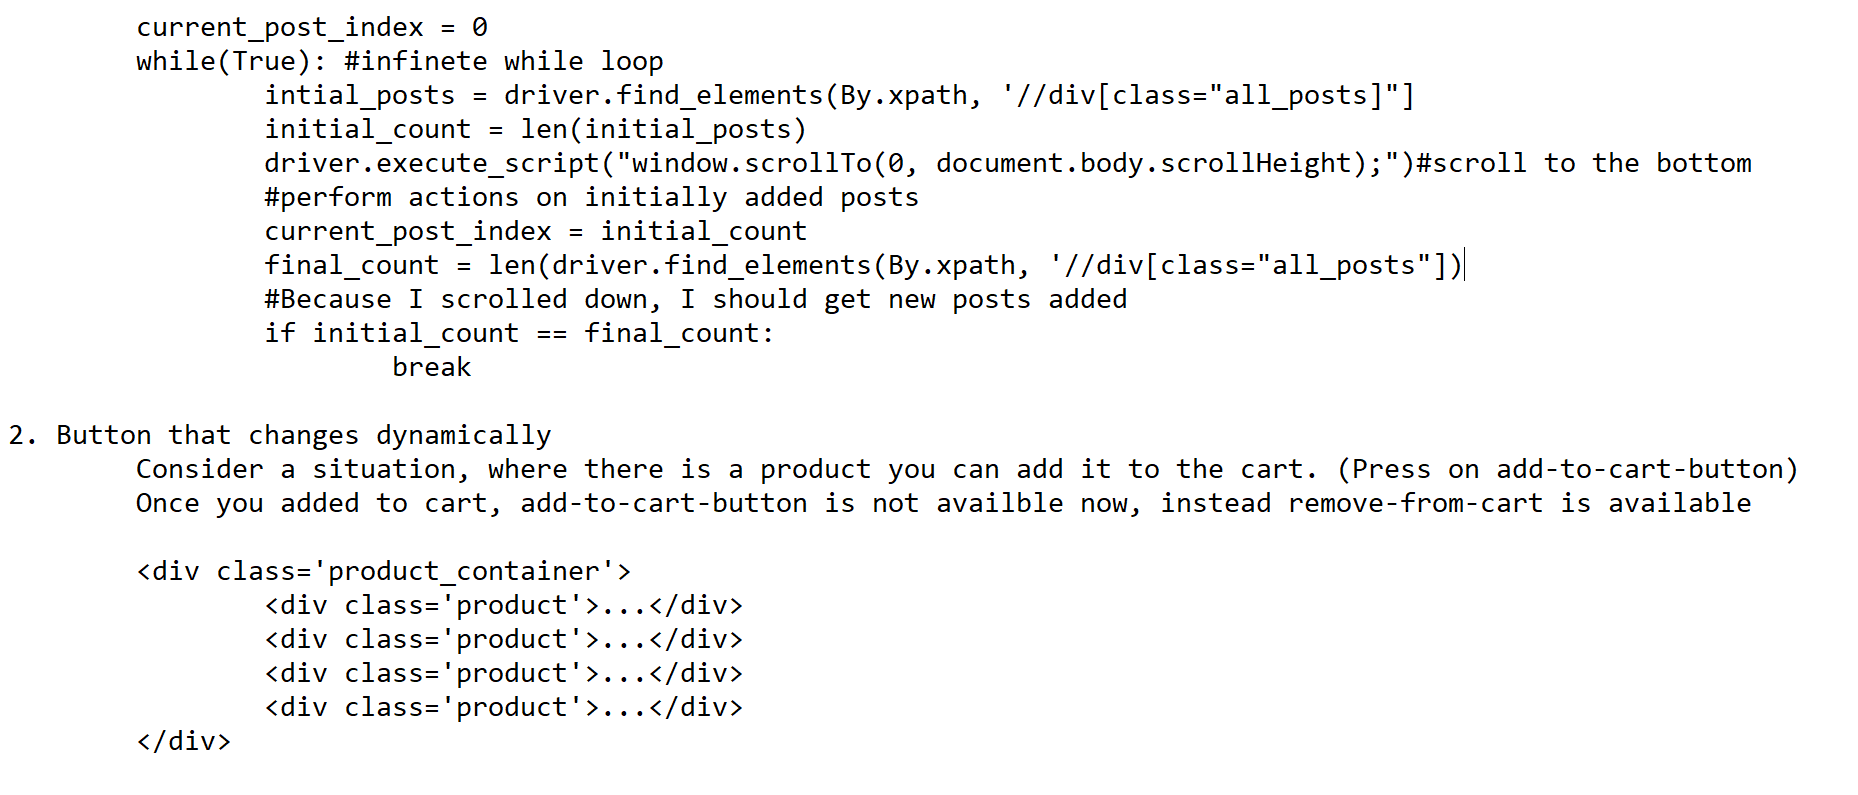 current_post_index = 0
while(True): #infinete while loop
intial_posts = driver.find_elements(By.xpath, '//div[class="all_posts]"]
initial_count = len(initial_posts)
driver.execute_script("window.scrollTo(0, document.body.scrollHeight);")#scroll to the bottom
#perform actions on initially added posts
current_post_index = initial_count
final_count = len(driver.find_elements(By.xpath, '//div[class="all_posts"])
#Because I scrolled down, I should get new posts added
if initial_count == final_count:
break
2. Button that changes dynamically
Consider a situation, where there is a product you can add it to the cart. (Press on add-to-cart-button)
Once you added to cart, add-to-cart-button is not availble now, instead remove-from-cart is available
<div class='product_container'>
<div class='product'>...</div>
<div class='product'>...</div>
<div class='product'>...</div>
<div class='product'>...</div>
</div>